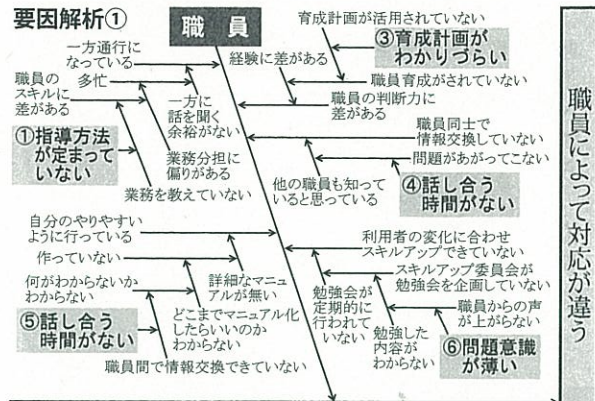 要因解析①
職員
一方通行に
なっている
多忙
職員の
スキルに
差がある
一方に
話を聞く
余裕がない
①指導方法
が定まって
いない
業務分担に
偏りがある
業務を教えていない
育成計画が活用されていない
③育成計画が
わかりづらい
経験に差がある
職員育成がされていない
職員の判断力に
差がある
職員同士で
情報交換していない
問題があがってこない
他の職員も知って
いると思っている
④話し合う
時間がない
自分のやりやすい
ように行っている
作っていない
詳細なマニュ
アルが無い
何がわからないか
わからない
どこまでマニュアル化
したらいいのか
わからない
⑤話し合う
時間がない
職員間で情報交換できていない
利用者の変化に合わせ
スキルアップできていない
スキルアップ委員会が
勉強会を企画していない
勉強会が
定期的に
行われて
いない
職員からの声
が上がらない
勉強した
内容が
わからない
⑥問題意識
が薄い
職員によって対応が違う